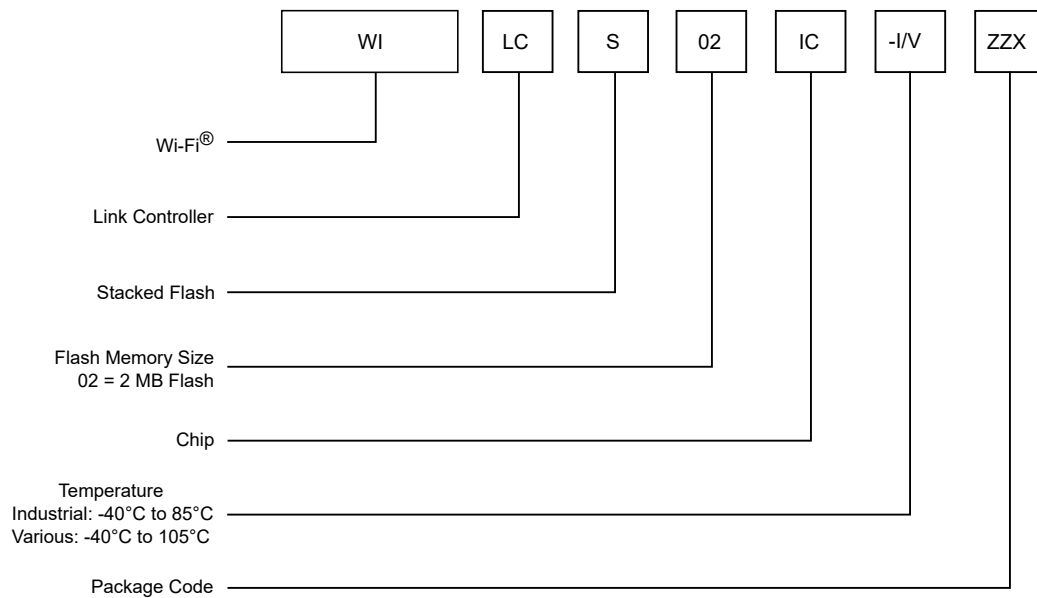 WI LC S 02 IC -I/V ZZX
Wi-Fi®
Link Controller
Stacked Flash
Flash Memory Size
02 = 2 MB Flash
Chip
Temperature
Industrial: -40°C to 85°C
Various: -40°C to 105°C
Package Code